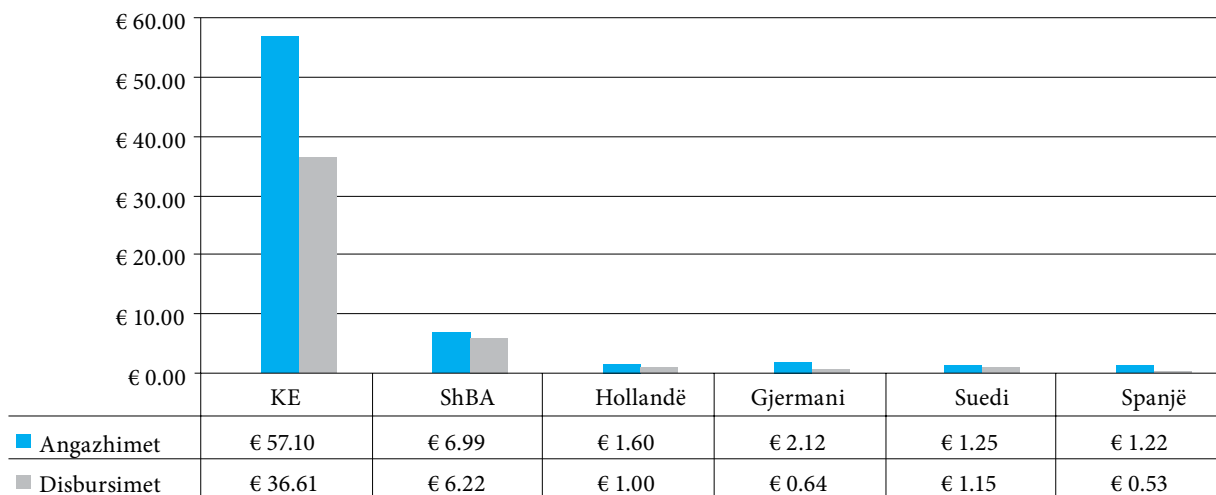 € 60.00
€ 50.00
€ 40.00
€ 30.00
€ 20.00
€ 10.00
€ 0.00
KE ShBA Hollandë Gjermani Suedi Spanjë
Angazhimet € 57.10 € 6.99 € 1.60 € 2.12 € 1.25 € 1.22
Disbursimet € 36.61 € 6.22 € 1.00 € 0.64 € 1.15 € 0.53